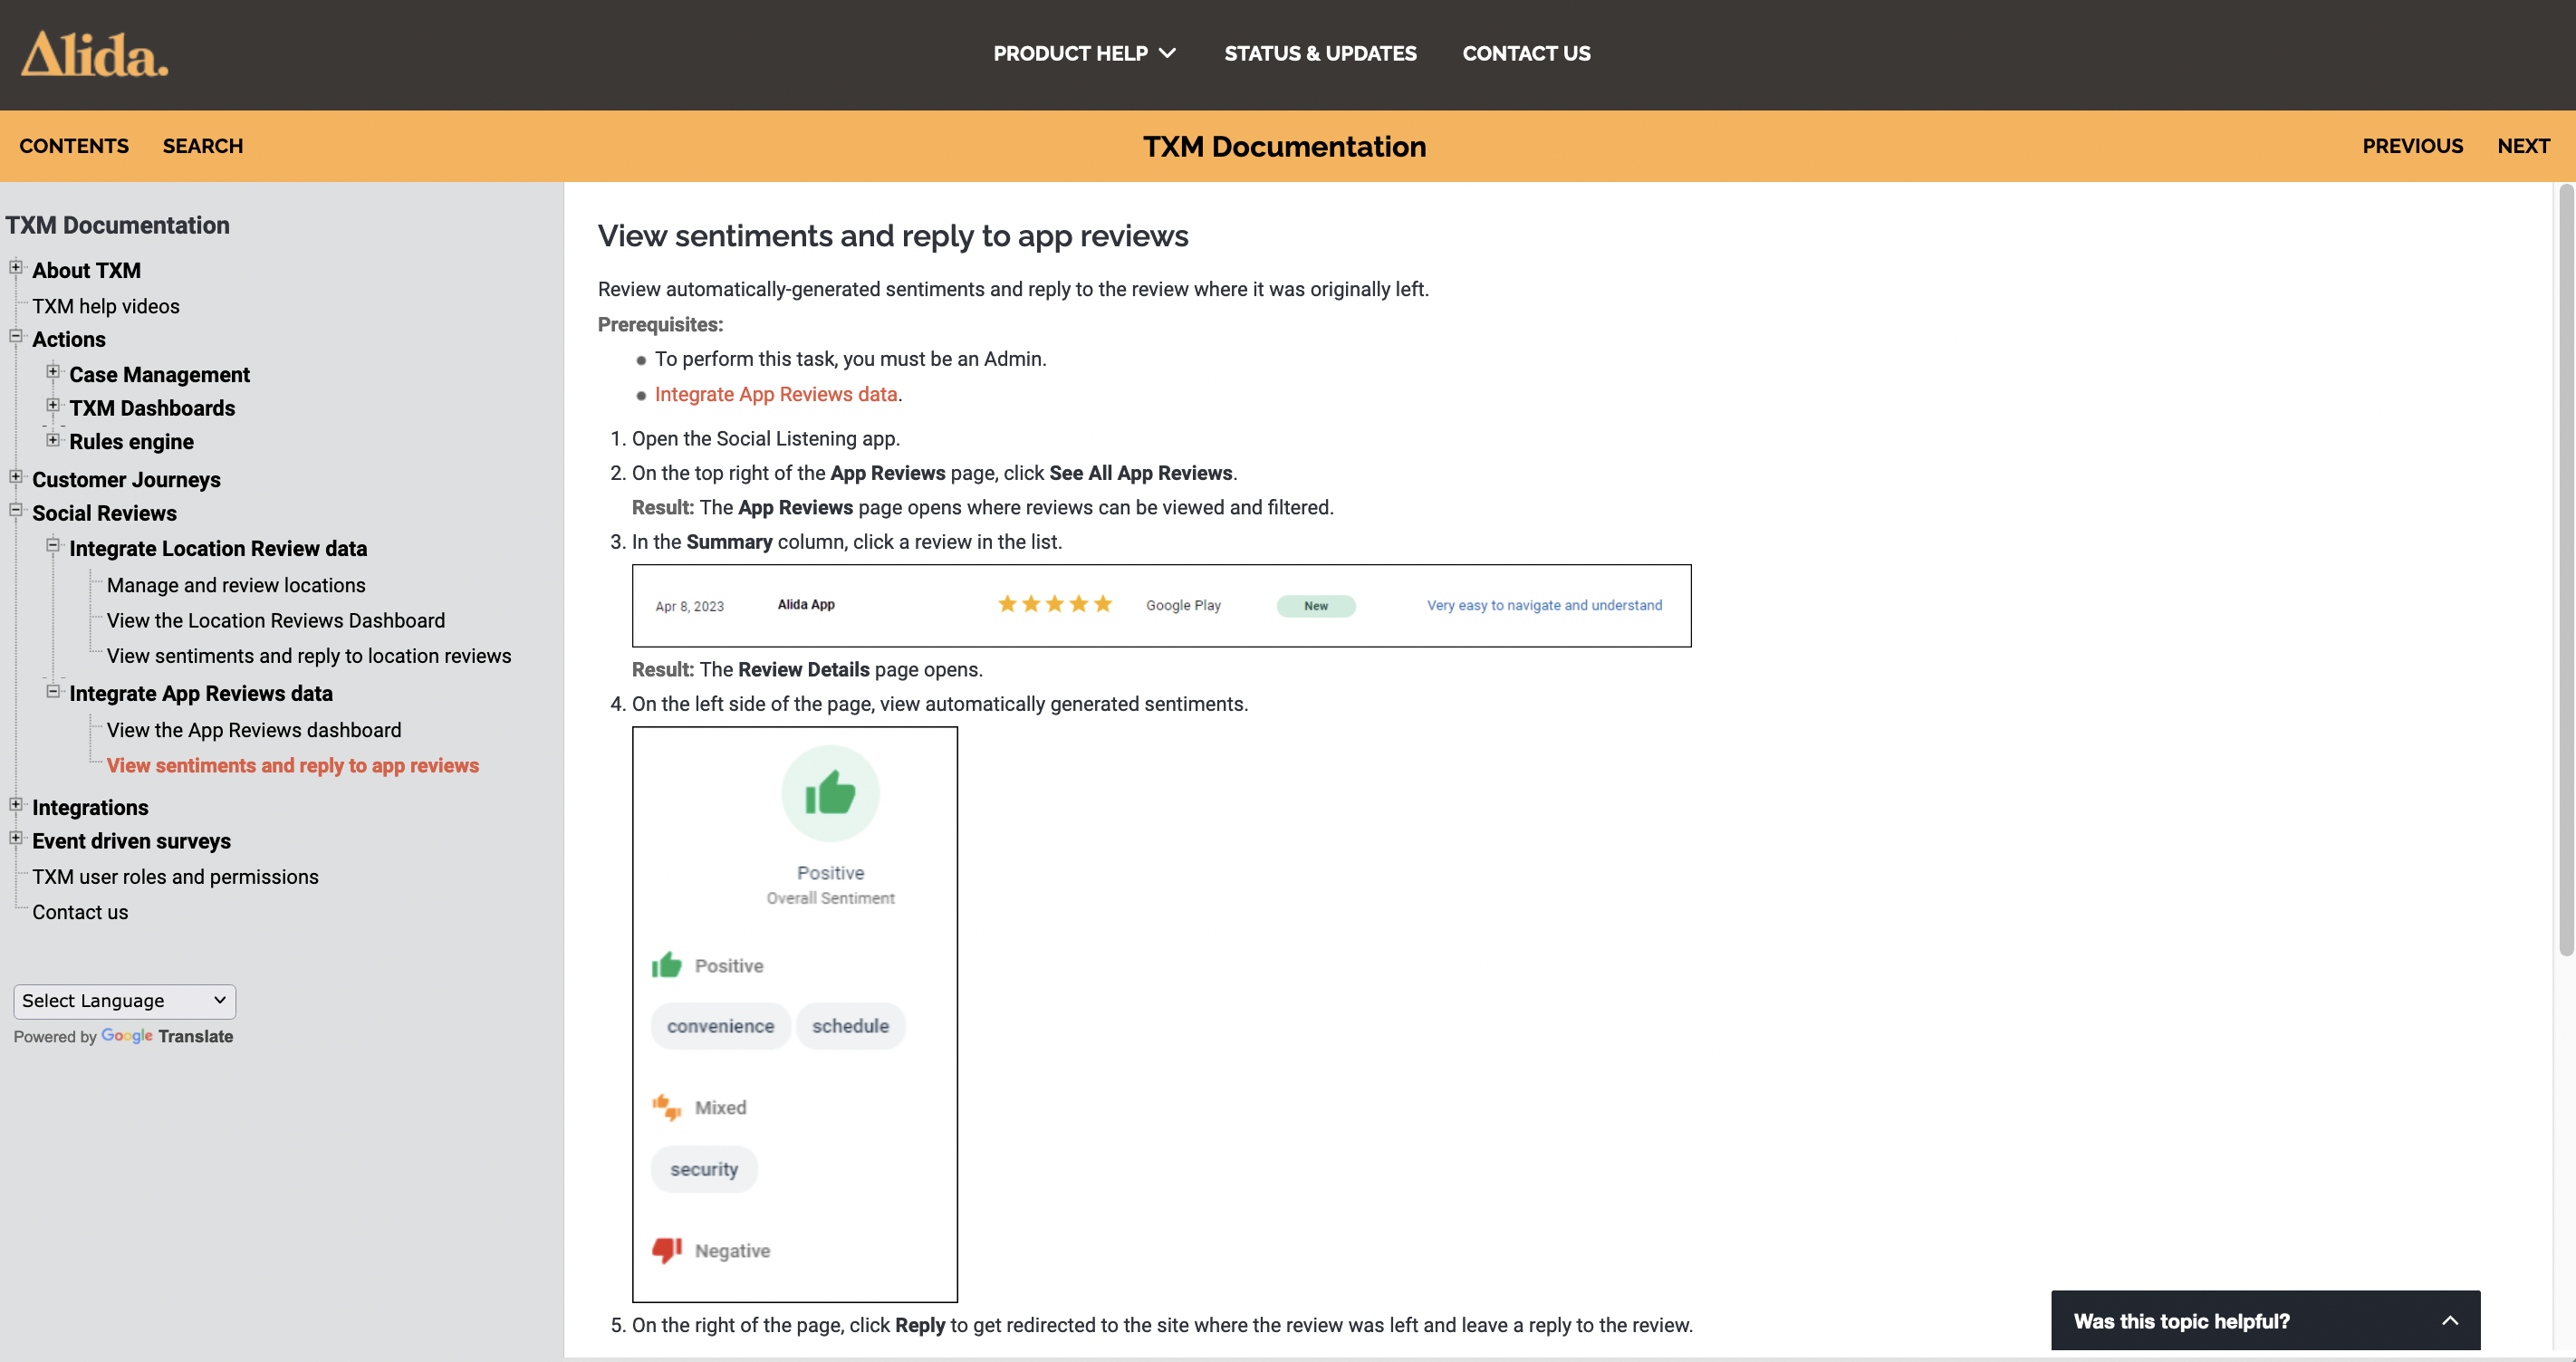 Alida.
PRODUCT HELP
STATUS & UPDATES
CONTACT US
CONTENTS
SEARCH
TXM Documentation
PREVIOUS
NEXT
TXM Documentation
About TXM
TXM help videos
Actions
Case Management
TXM Dashboards
Rules engine
Customer Journeys
Social Reviews
Integrate Location Review data
Manage and review locations
View the Location Reviews Dashboard
View sentiments and reply to location reviews
Integrate App Reviews data
View the App Reviews dashboard
View sentiments and reply to app reviews
Integrations
Event driven surveys
TXM user roles and permissions
Contact us
Select Language
Powered by Google Translate
View sentiments and reply to app reviews
Review automatically-generated sentiments and reply to the review where it was originally left.
Prerequisites:
To perform this task, you must be an Admin.
Integrate App Reviews data.
1. Open the Social Listening app.
2. On the top right of the App Reviews page, click See All App Reviews.
Result: The App Reviews page opens where reviews can be viewed and filtered.
3. In the Summary column, click a review in the list.
Apr 8, 2023 Alida App Google Play New Very easy to navigate and understand
Result: The Review Details page opens.
4. On the left side of the page, view automatically generated sentiments.
Positive
Overall Sentiment
Positive
convenience schedule
Mixed
security
Negative
5. On the right of the page, click Reply to get redirected to the site where the review was left and leave a reply to the review.
Was this topic helpful?